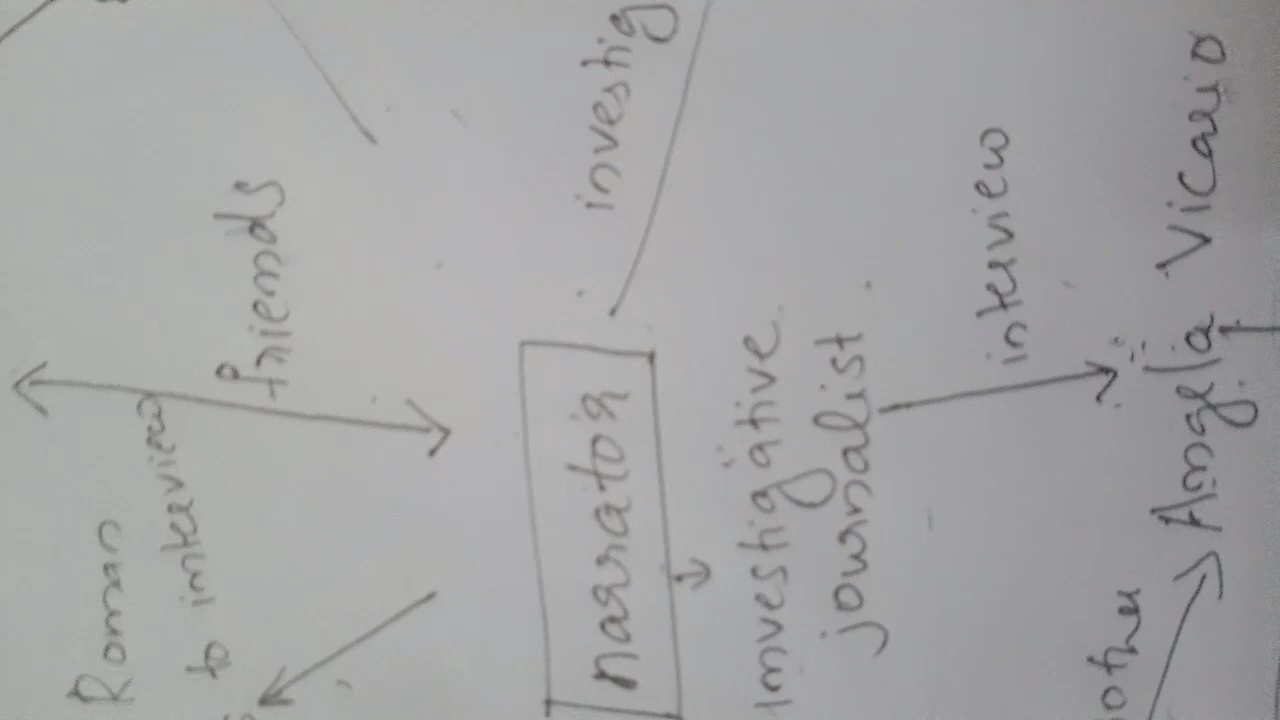 Roman
to interview
friends
investig
narrator
Investigative
journalist
interview
other
Angela Vicario